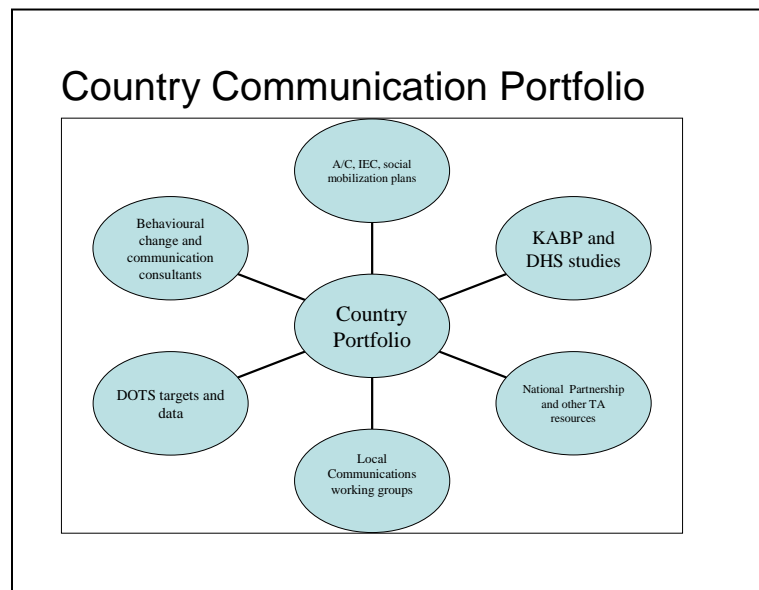 Country Communication Portfolio
A/C, IEC, social
mobilization plans
Behavioural
change and
communication
consultants
KABP and
DHS studies
Country
Portfolio
DOTS targets and
data
National Partnership
and other TA
resources
Local
Communications
working groups